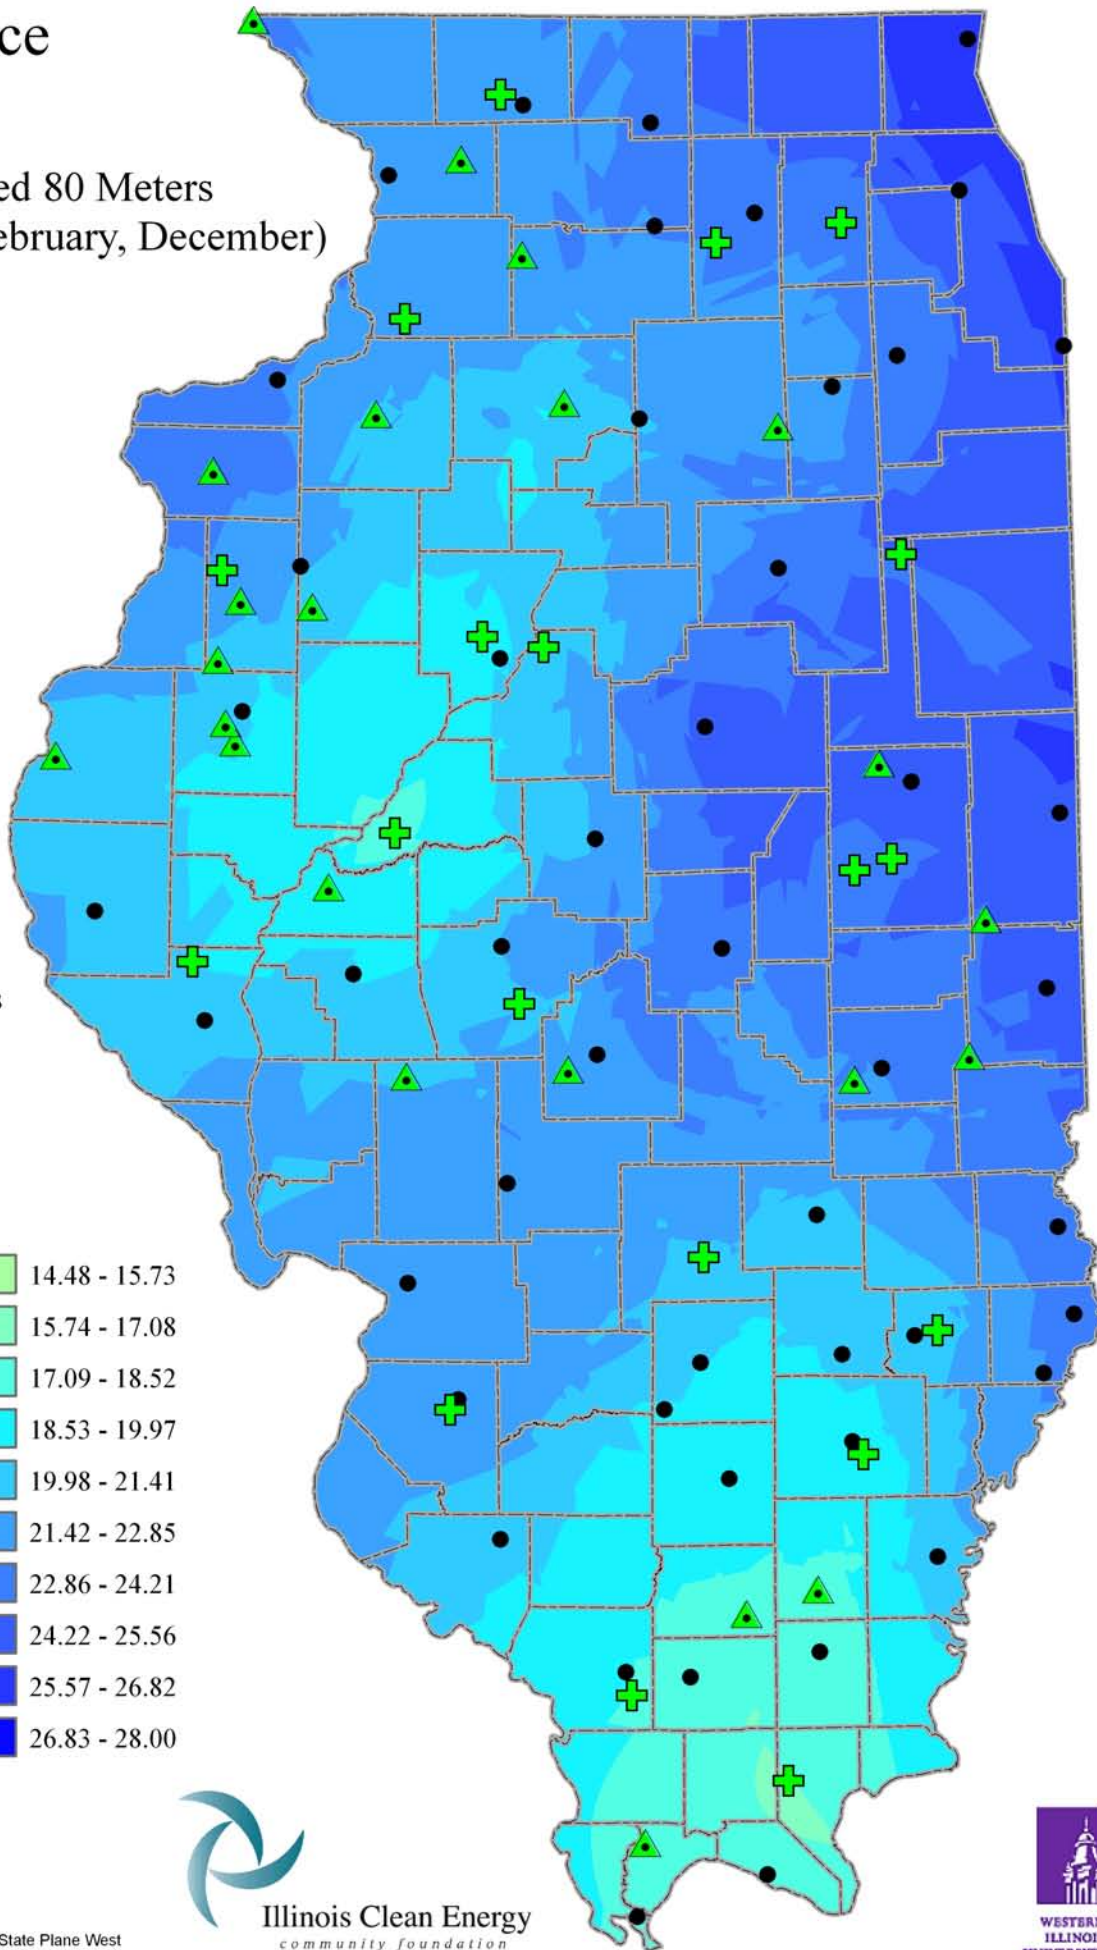 ce
ed 80 Meters
ebruary, December)
s
14.48 - 15.73
15.74 - 17.08
17.09 - 18.52
18.53 - 19.97
19.98 - 21.41
21.42 - 22.85
22.86 - 24.21
24.22 - 25.56
25.57 - 26.82
26.83 - 28.00
Illinois Clean Energy
community foundation
State Plane West
WESTER
ILLINOI